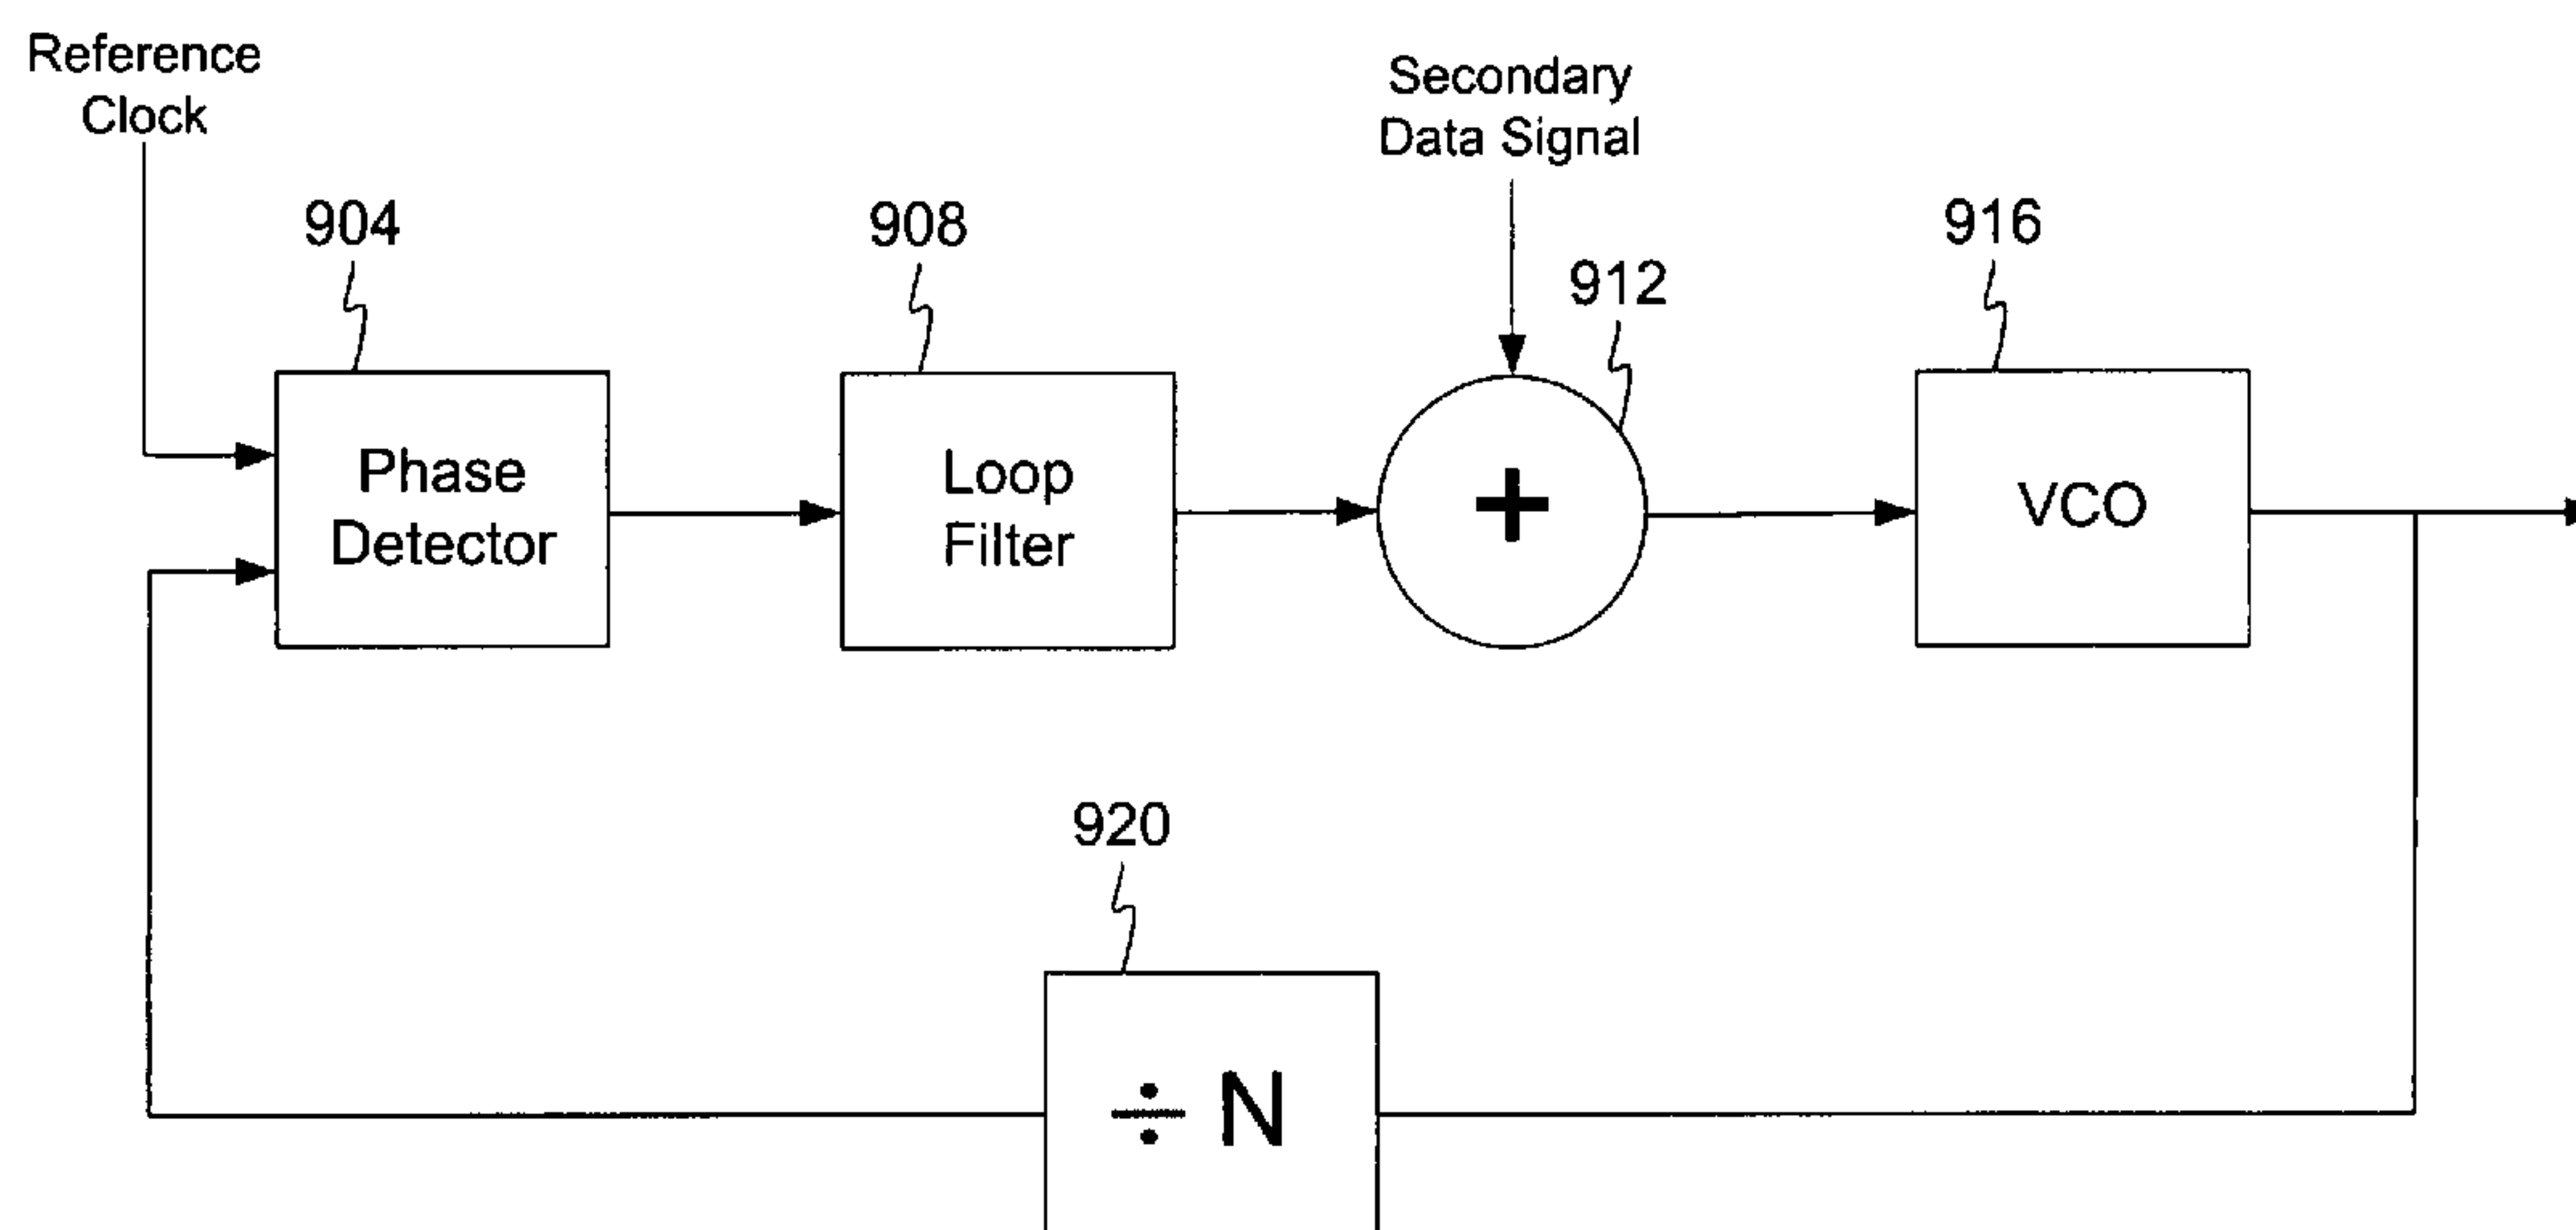 Reference
Clock
Secondary
Data Signal
904
908
912
916
Phase
Detector
Loop
Filter
+
VCO
920
÷ N